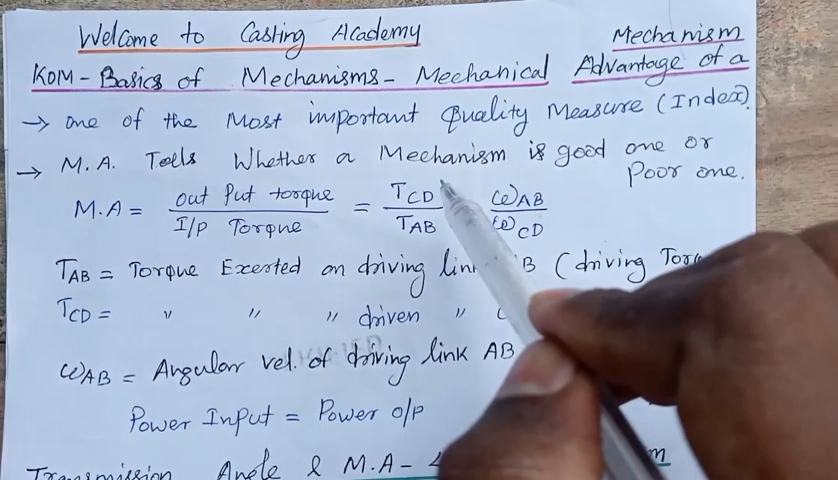 Welcome to Casting Academy
Mechanism
KOM - Basics of Mechanisms - Mechanical Advantage of a
→ one of the Most important Quality Measure (Index).
→ M.A. Tells Whether a Mechanism is good one or
Poor one.
M.A = out Put torque / I/p Torque = TCD / TAB ωAB / ωCD
TAB = Torque Exerted on driving link B (driving
TCD = " " " driven "
ωAB = Angular vel. of driving link AB
Power Input = Power o/p
Transmission Angle & M.A -